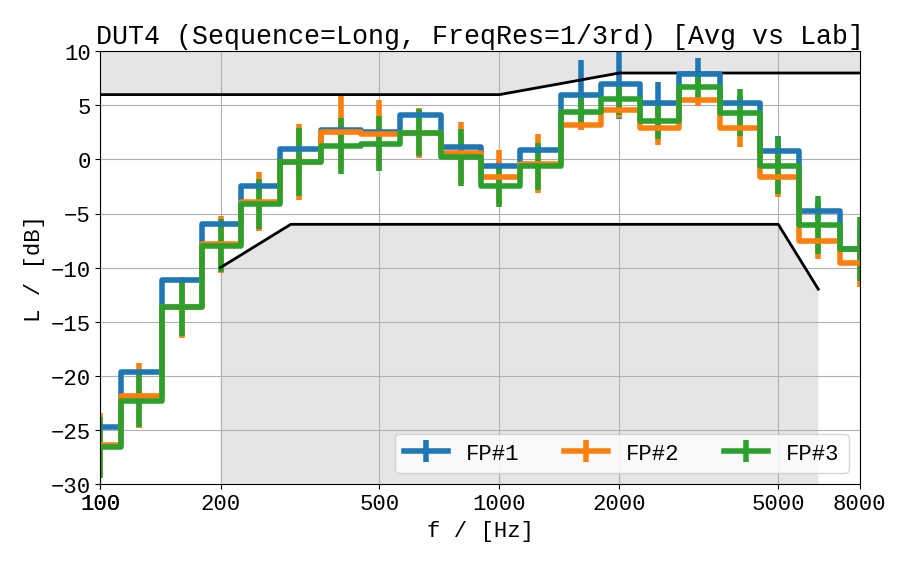 DUT4 (Sequence=Long, FreqRes=1/3rd) [Avg vs Lab]
10
5
0
−5
−10
−15
−20
−25
−30
L / [dB]
FP#1 FP#2 FP#3
100 200 500 1000 2000 5000 8000
f / [Hz]